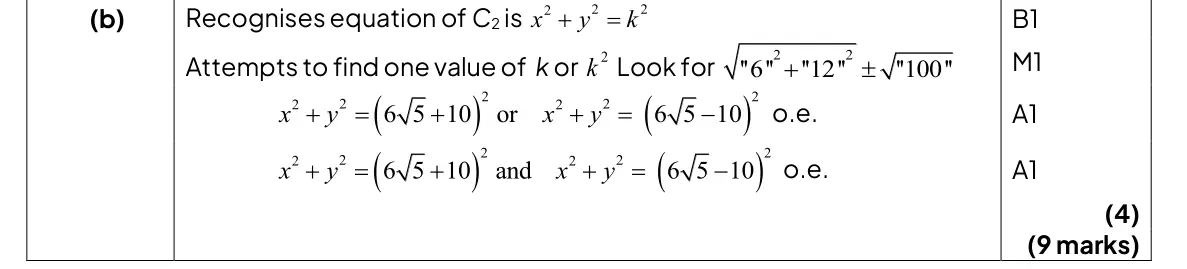 (b) Recognises equation of C₂ is x² + y² = k² B1
Attempts to find one value of k or k² Look for √("6"² + "12"²) ± √"100" M1
x² + y² = (6√5 + 10)² or x² + y² = (6√5 − 10)² o.e. A1
x² + y² = (6√5 + 10)² and x² + y² = (6√5 − 10)² o.e. A1
(4)
(9 marks)